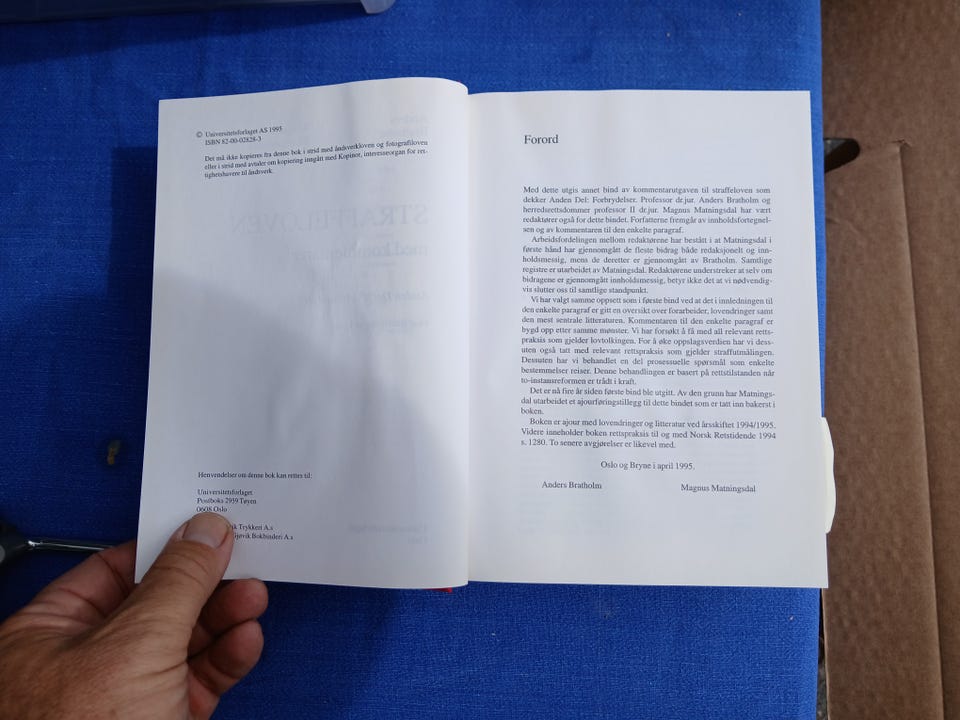 © Universitetsforlaget AS 1995
ISBN 82-00-02828-3
Det må ikke kopieres fra denne bok i strid med åndsverkloven og fotografiloven
eller i strid med avtaler om kopiering inngått med Kopinor, interesseorgan for ret-
tighetshavere til åndsverk.
Henvendelser om denne bok kan rettes til:
Universitetsforlaget
Postboks 2959 Tøyen
0608 Oslo
vik Trykkeri A.s
Gjøvik Bokbinderi A.s
Forord
Med dette utgis annet bind av kommentarutgaven til straffeloven som
dekker Anden Del: Forbrydelser. Professor dr.jur. Anders Bratholm og
herredsrettsdommer professor II dr.jur. Magnus Matningsdal har vært
redaktører også for dette bindet. Forfatterne fremgår av innholdsfortegnel-
sen og av kommentaren til den enkelte paragraf.
Arbeidsfordelingen mellom redaktørene har bestått i at Matningsdal i
første hånd har gjennomgått de fleste bidrag både redaksjonelt og inn-
holdsmessig, mens de deretter er gjennomgått av Bratholm. Samtlige
registre er utarbeidet av Matningsdal. Redaktørene understreker at selv om
bidragene er gjennomgått innholdsmessig, betyr ikke det at vi nødvendig-
vis slutter oss til samtlige standpunkt.
Vi har valgt samme oppsett som i første bind ved at det i innledningen til
den enkelte paragraf er gitt en oversikt over forarbeider, lovendringer samt
den mest sentrale litteraturen. Kommentaren til den enkelte paragraf er
bygd opp etter samme mønster. Vi har forsøkt å få med all relevant retts-
praksis som gjelder lovtolkingen. For å øke oppslagsverdien har vi dess-
uten også tatt med relevant rettspraksis som gjelder straffutmålingen.
Dessuten har vi behandlet en del prosessuelle spørsmål som enkelte
bestemmelser reiser. Denne behandlingen er basert på rettstilstanden når
to-instansreformen er trådt i kraft.
Det er nå fire år siden første bind ble utgitt. Av den grunn har Matnings-
dal utarbeidet et ajourføringstillegg til dette bindet som er tatt inn bakerst i
boken.
Boken er ajour med lovendringer og litteratur ved årsskiftet 1994/1995.
Videre inneholder boken rettspraksis til og med Norsk Retstidende 1994
s. 1280. To senere avgjørelser er likevel med.
Oslo og Bryne i april 1995.
Anders Bratholm Magnus Matningsdal